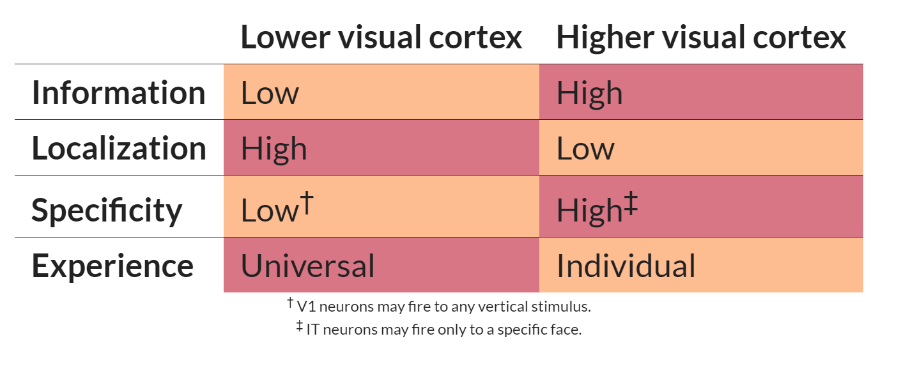 Lower visual cortex Higher visual cortex
Information Low High
Localization High Low
Specificity Low† High‡
Experience Universal Individual
† V1 neurons may fire to any vertical stimulus.
‡ IT neurons may fire only to a specific face.